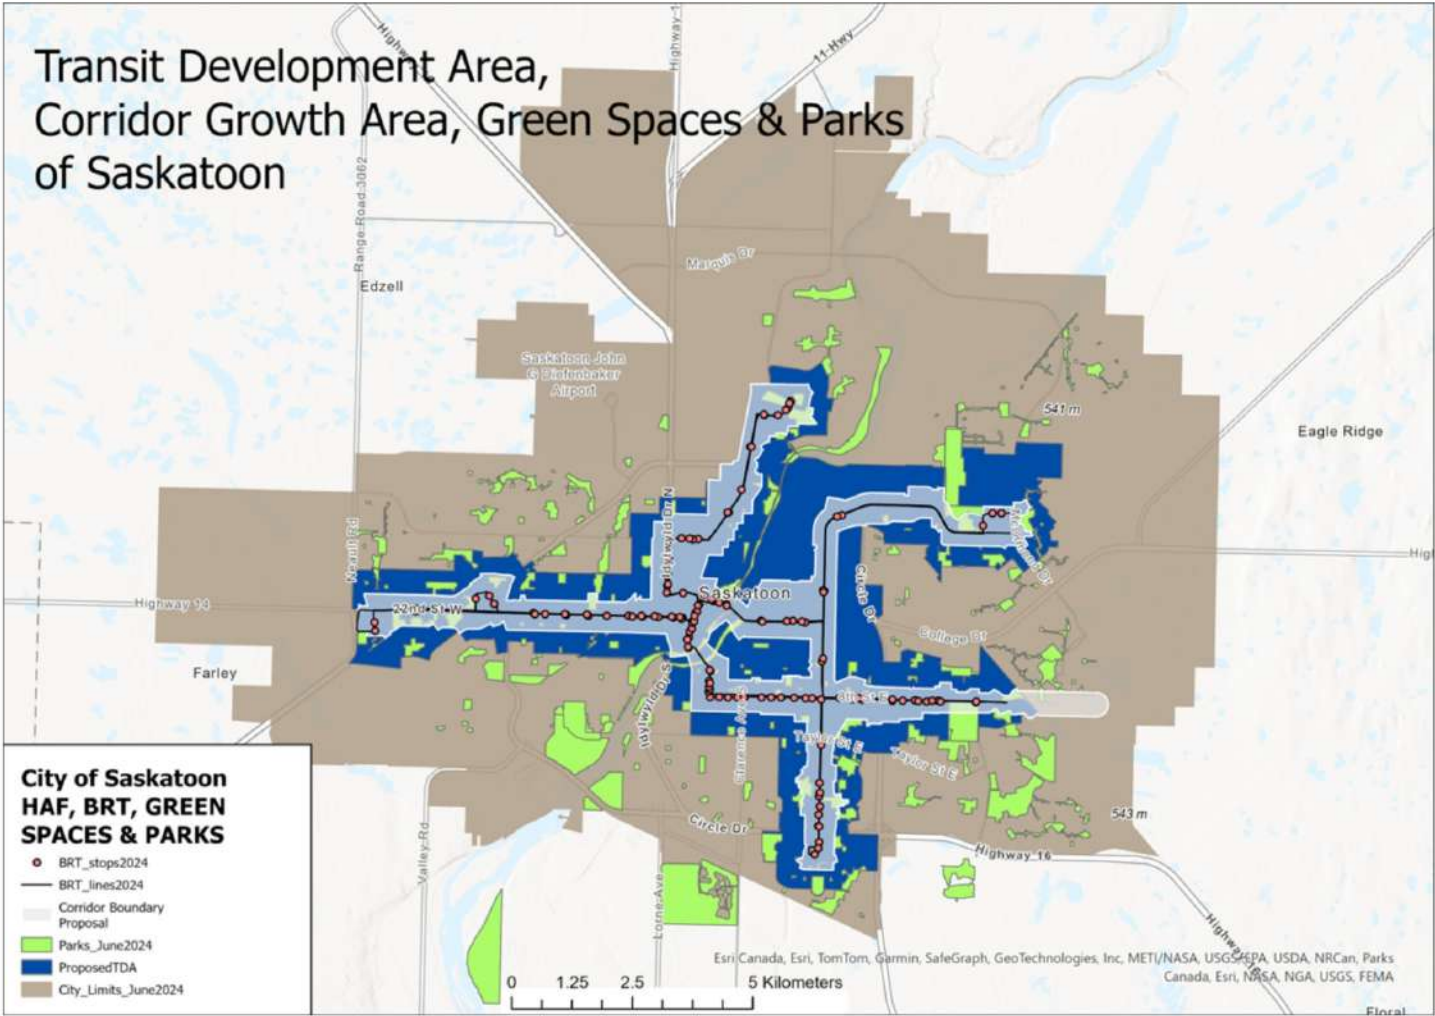 Transit Development Area,
Corridor Growth Area, Green Spaces & Parks
of Saskatoon
Highway-1
11-Hwy
Range Road 3062
Edzell
Marquis Dr
Saskatoon John
G Diefenbaker
Airport
541 m
Eagle Ridge
Idylwyld Dr N
Neault Rd
Highway 14
22nd St W
Saskatoon
Circle Dr
College Dr
Farley
Idylwyld Dr S
Clarence Ave S
8th St E
Taylor St E
Taylor St E
Circle Dr
543 m
Highway 16
Valley Rd
Lorne Ave
City of Saskatoon
HAF, BRT, GREEN
SPACES & PARKS
BRT_stops2024
BRT_lines2024
Corridor Boundary
Proposal
Parks_June2024
ProposedTDA
City_Limits_June2024
0 1.25 2.5 5 Kilometers
Esri Canada, Esri, TomTom, Garmin, SafeGraph, GeoTechnologies, Inc, METI/NASA, USGS, EPA, USDA, NRCan, Parks
Canada, Esri, NASA, NGA, USGS, FEMA
Floral